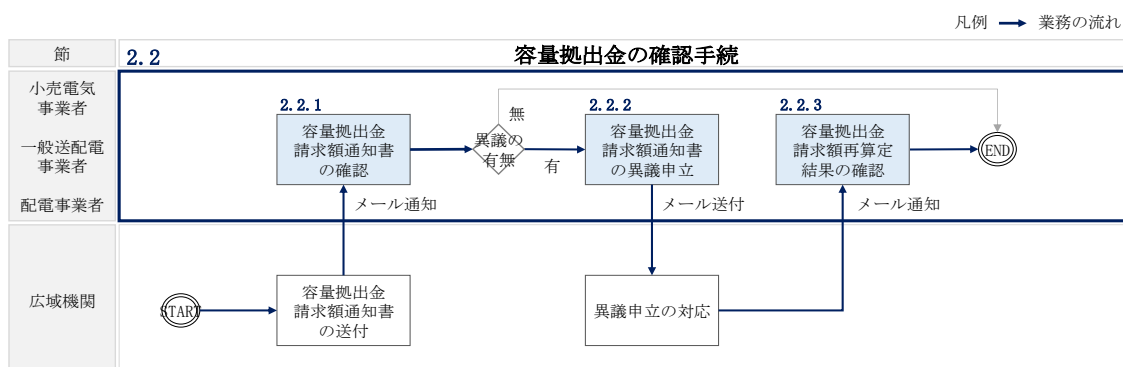 凡例 業務の流れ
節
2.2 容量拠出金の確認手続
小売電気
事業者
一般送配電
事業者
配電事業者
2.2.1
容量拠出金
請求額通知書
の確認
異議の
有無
無
有
2.2.2
容量拠出金
請求額通知書
の異議申立
2.2.3
容量拠出金
請求額再算定
結果の確認
END
メール通知
メール送付
メール通知
広域機関
START
容量拠出金
請求額通知書
の送付
異議申立の対応